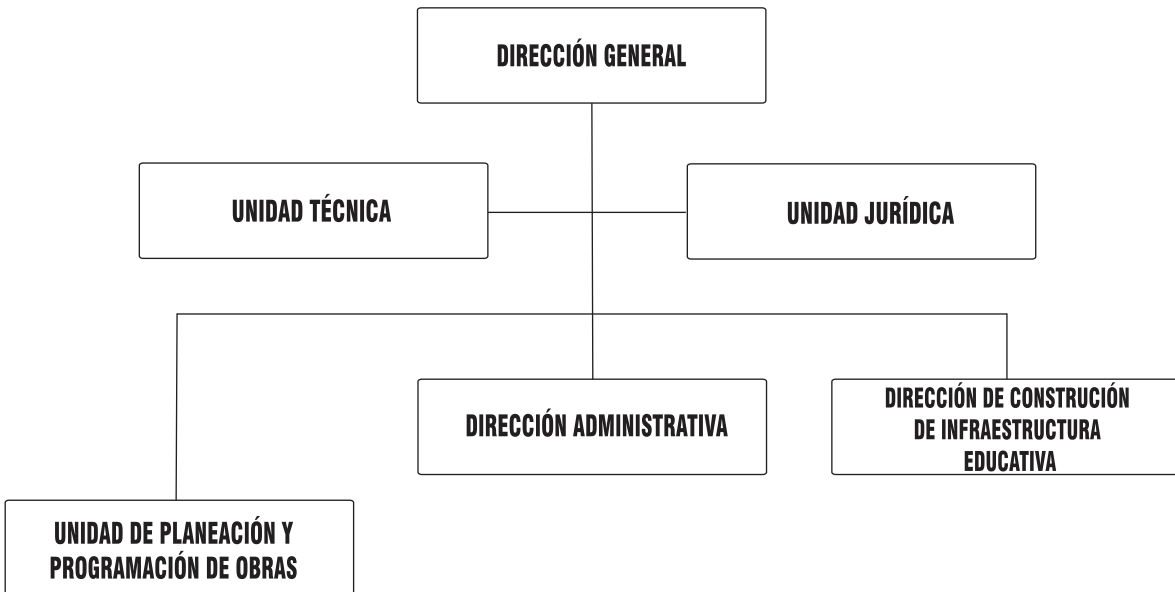 DIRECCIÓN GENERAL
UNIDAD TÉCNICA
UNIDAD JURÍDICA
DIRECCIÓN ADMINISTRATIVA
DIRECCIÓN DE CONSTRUCIÓN
DE INFRAESTRUCTURA
EDUCATIVA
UNIDAD DE PLANEACIÓN Y
PROGRAMACIÓN DE OBRAS